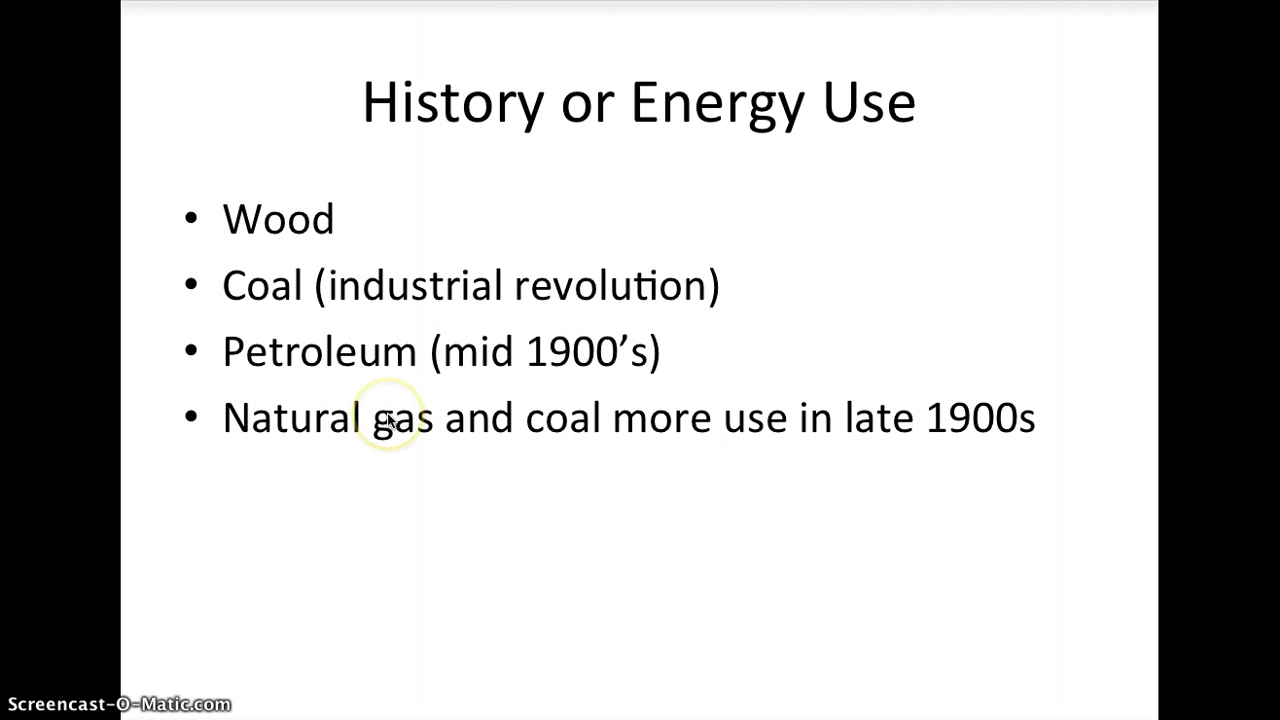 History or Energy Use
• Wood
• Coal (industrial revolution)
• Petroleum (mid 1900’s)
• Natural gas and coal more use in late 1900s
Screencast-O-Matic.com